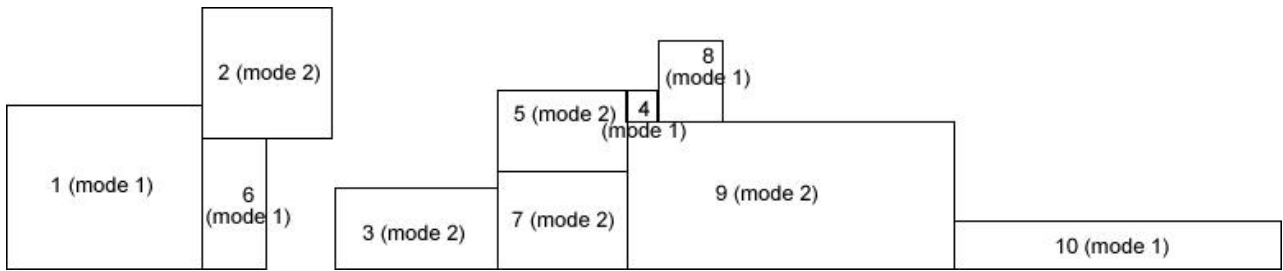 2 (mode 2)
8
(mode 1)
5 (mode 2)
4
(mode 1)
1 (mode 1)
6
(mode 1)
3 (mode 2)
7 (mode 2)
9 (mode 2)
10 (mode 1)